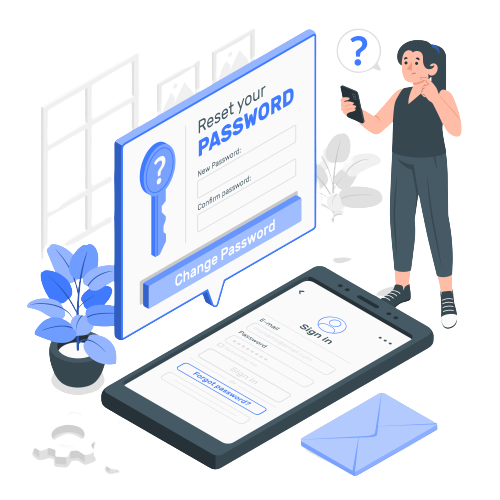 ?
Reset your
PASSWORD
?
New Password:
Confirm password:
Change Password
Sign in
E-mail
Password
Sign in
Forgot password?